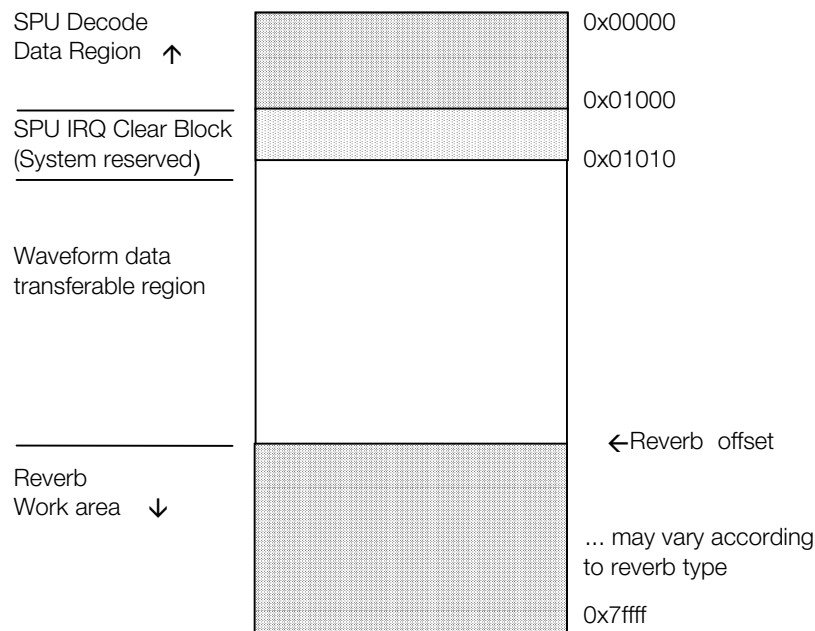 SPU Decode
Data Region ↑
0x00000
0x01000
SPU IRQ Clear Block
(System reserved)
0x01010
Waveform data
transferable region
←Reverb offset
Reverb
Work area ↓
... may vary according
to reverb type
0x7ffff